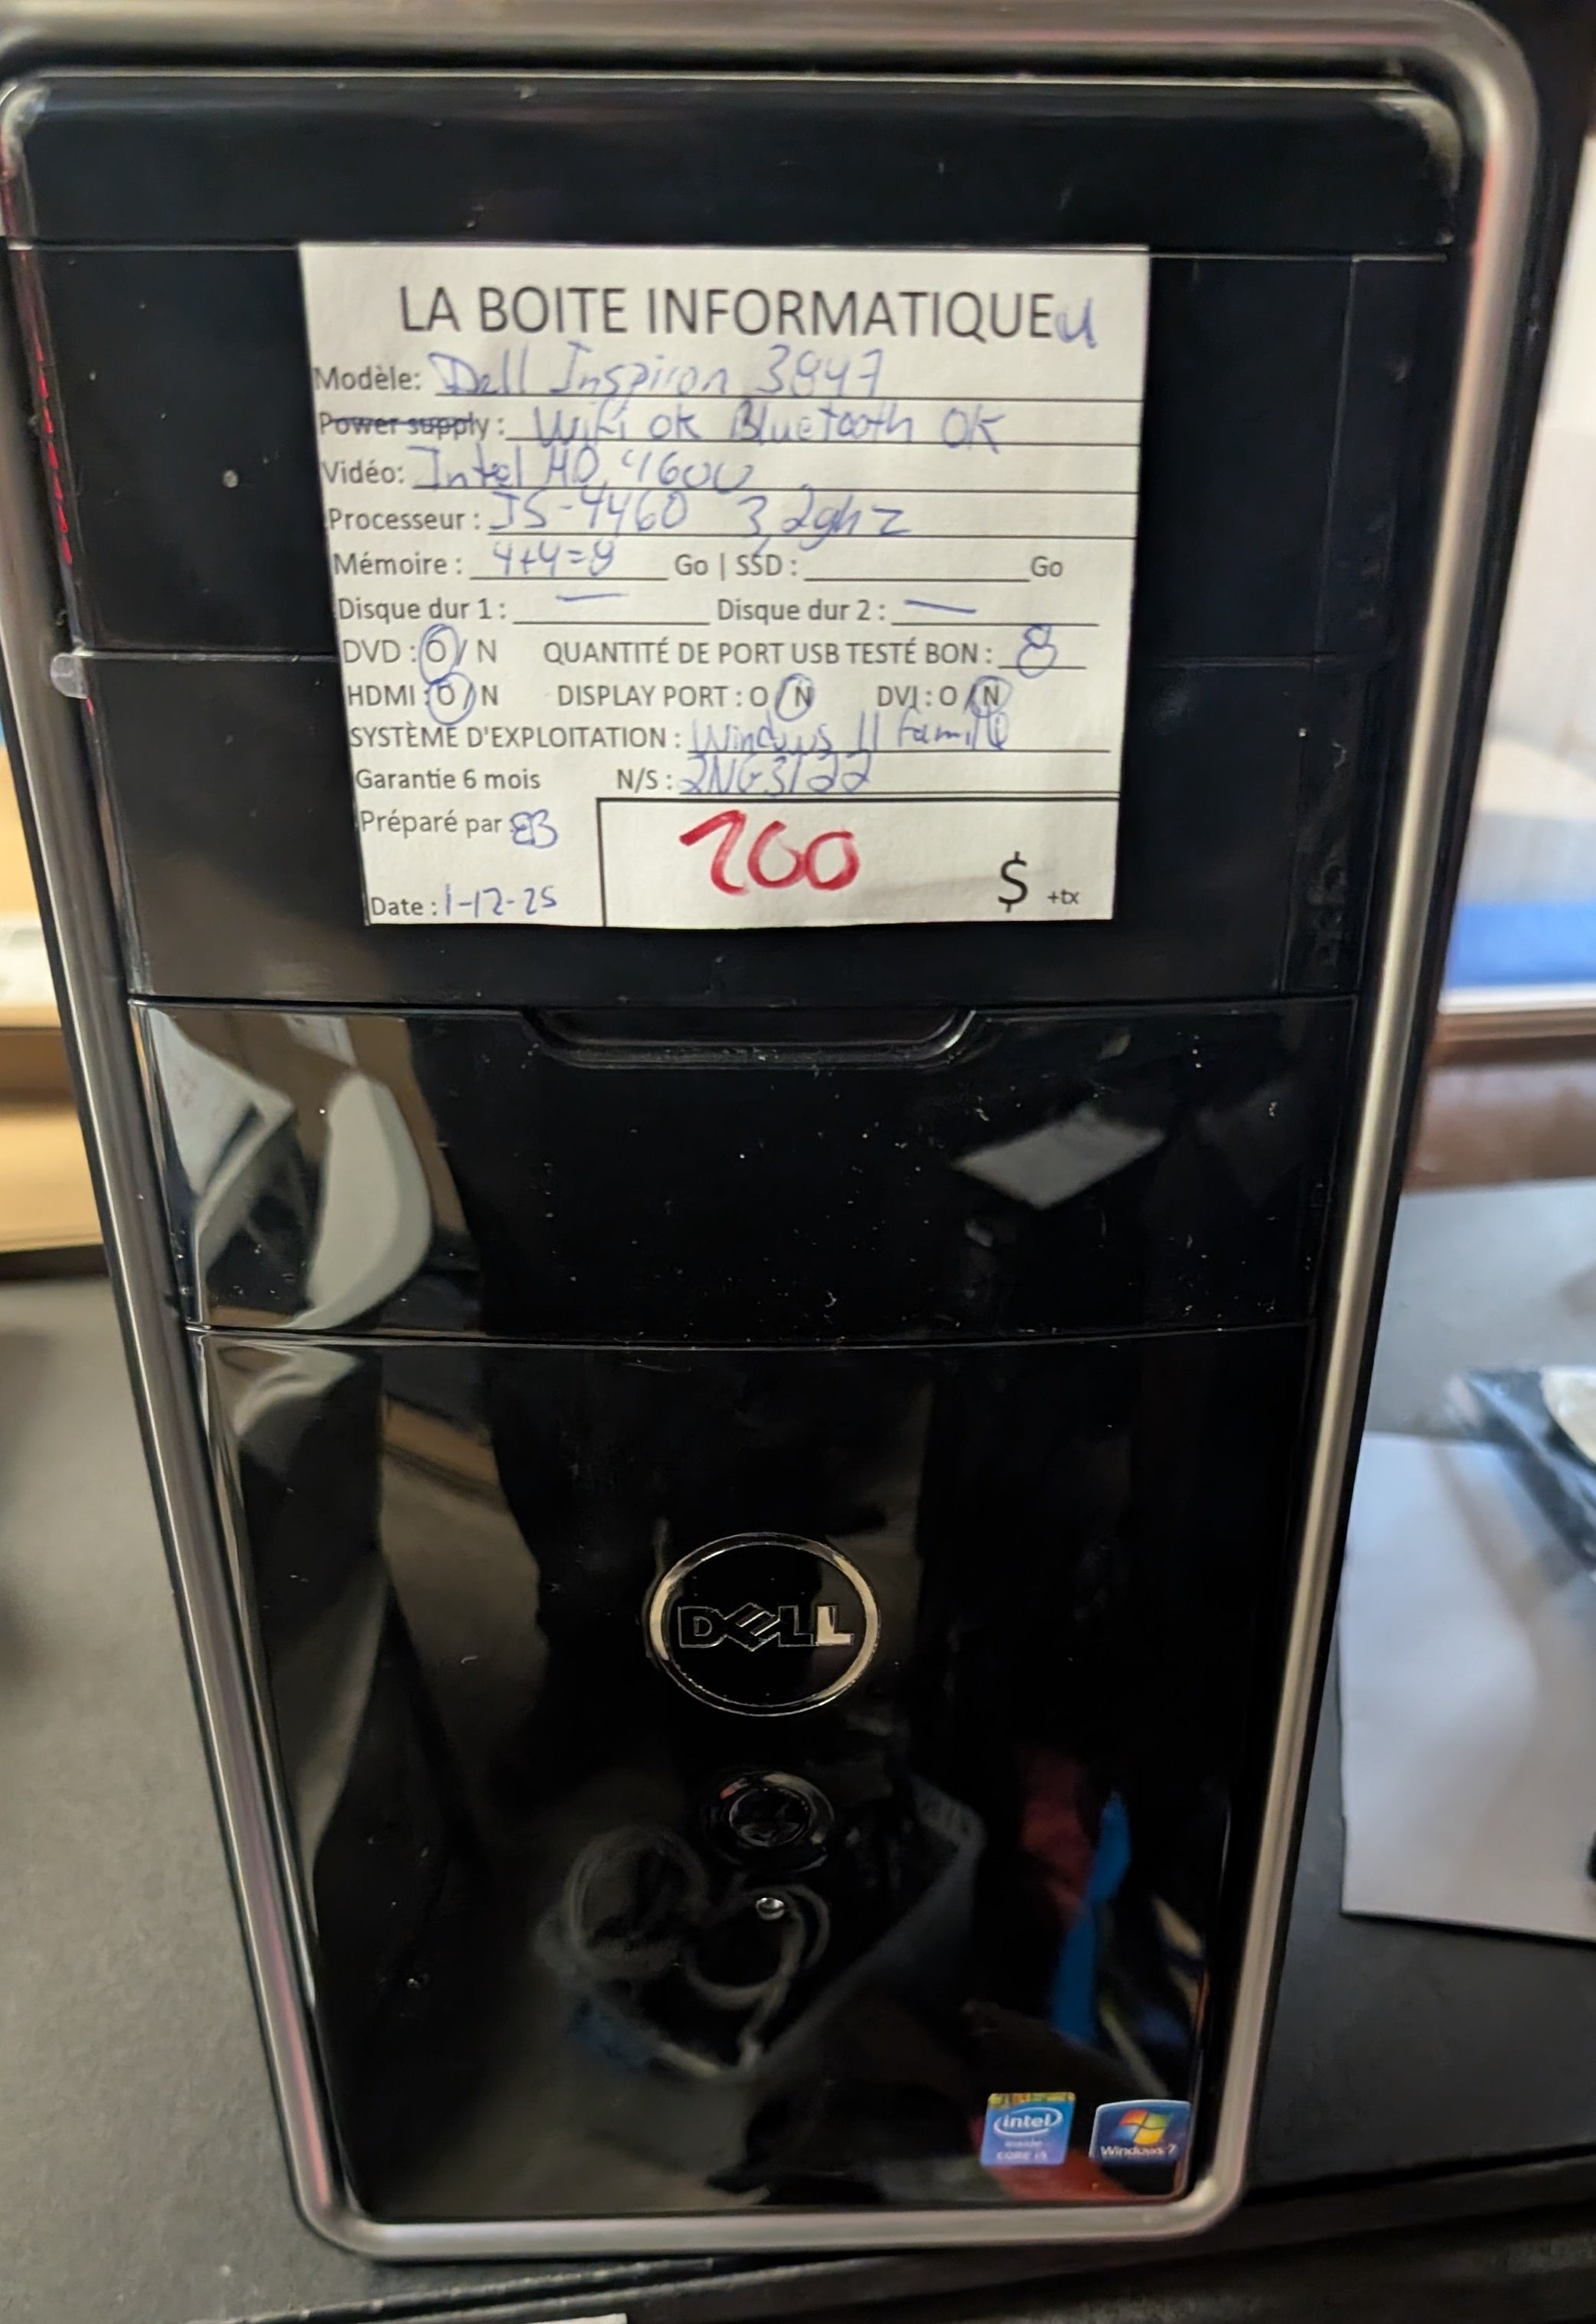 LA BOITE INFORMATIQUE
Modèle: Dell Inspiron 3847
Power supply : Wifi ok Bluetooth OK
Vidéo: Intel HD 4600
Processeur : I5-4460 3,2ghz
Mémoire : 4+4=8 Go | SSD : Go
Disque dur 1 : — Disque dur 2 : —
DVD : O / N QUANTITÉ DE PORT USB TESTÉ BON : 8
HDMI : O / N DISPLAY PORT : O / N DVI : O / N
SYSTÈME D'EXPLOITATION : Windows 11 famille
Garantie 6 mois N/S :
Préparé par EB
Date : 1-12-25
$ +tx
DELL
intel
inside
CORE i5
Windows 7